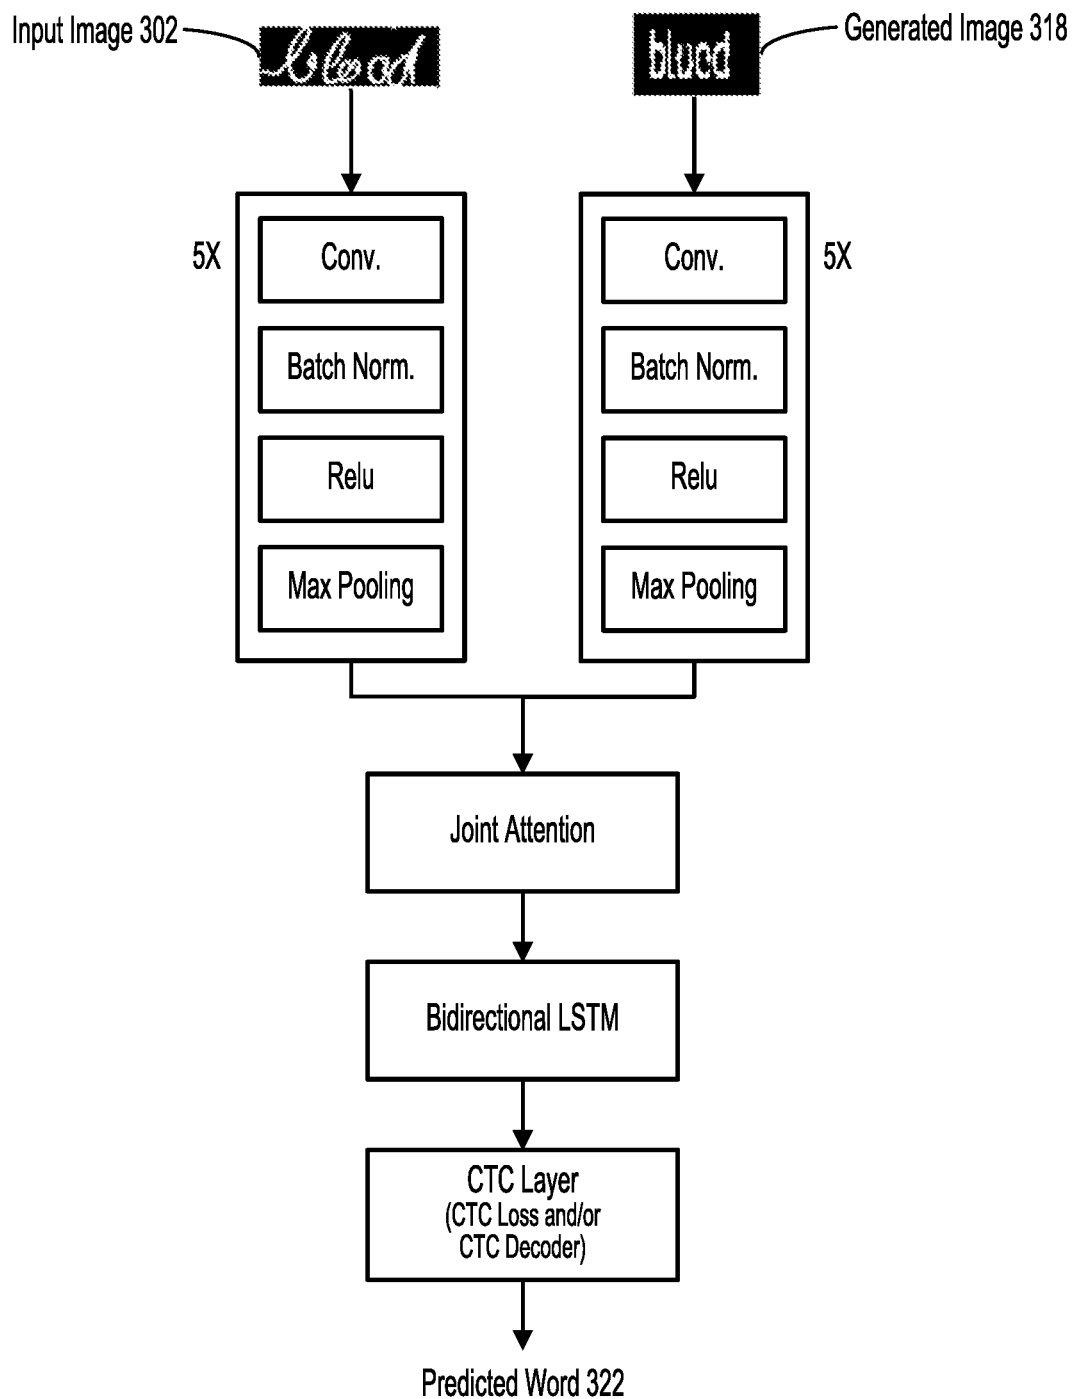 Input Image 302
Generated Image 318
blucd
5X
Conv.
Batch Norm.
Relu
Max Pooling
Conv.
Batch Norm.
Relu
Max Pooling
5X
Joint Attention
Bidirectional LSTM
CTC Layer
(CTC Loss and/or
CTC Decoder)
Predicted Word 322